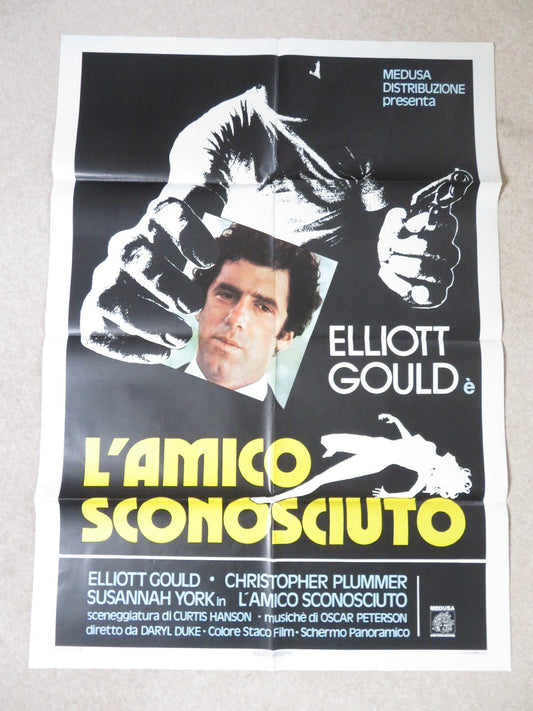 MEDUSA
DISTRIBUZIONE
presenta
ELLIOTT
GOULD è
L'AMICO
SCONOSCIUTO
ELLIOTT GOULD • CHRISTOPHER PLUMMER
SUSANNAH YORK in L'AMICO SCONOSCIUTO
sceneggiatura di CURTIS HANSON • musiche di OSCAR PETERSON
diretto da DARYL DUKE • Colore Staco Film • Schermo Panoramico
MEDUSA